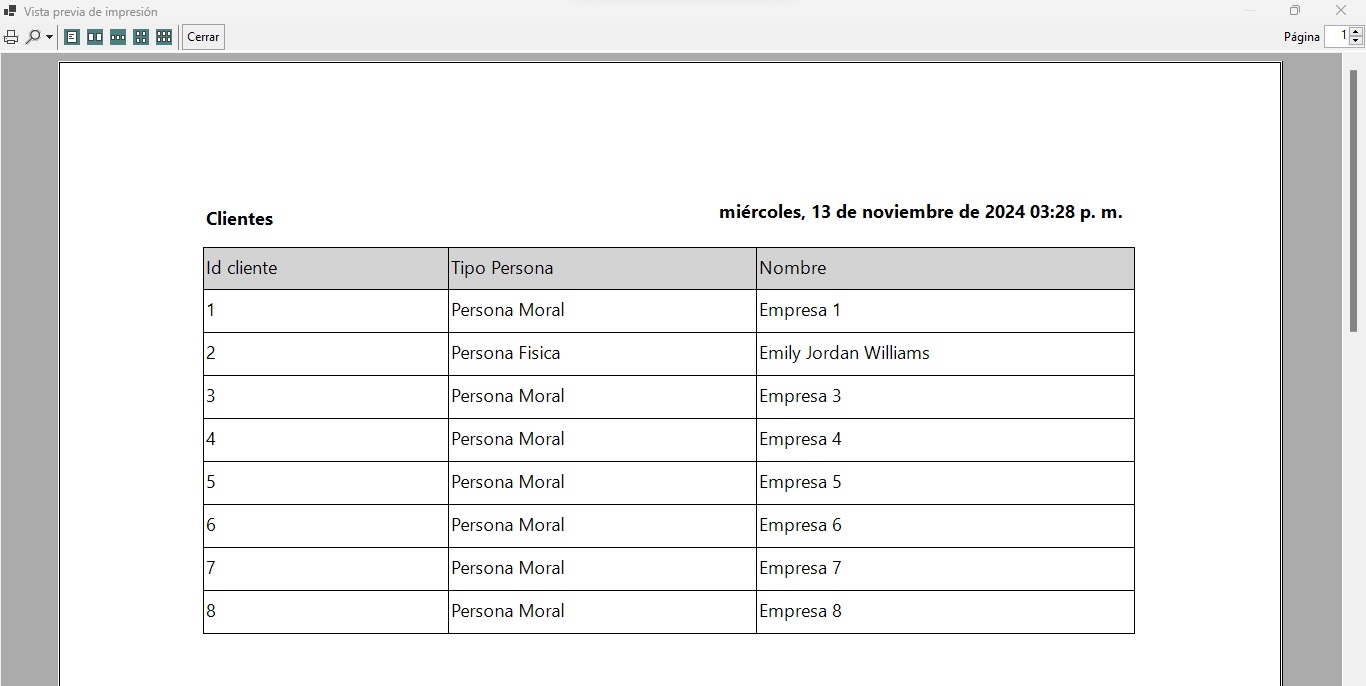 Vista previa de impresión
Cerrar
Página 1
Clientes
miércoles, 13 de noviembre de 2024 03:28 p. m.
Id cliente Tipo Persona Nombre
1 Persona Moral Empresa 1
2 Persona Fisica Emily Jordan Williams
3 Persona Moral Empresa 3
4 Persona Moral Empresa 4
5 Persona Moral Empresa 5
6 Persona Moral Empresa 6
7 Persona Moral Empresa 7
8 Persona Moral Empresa 8